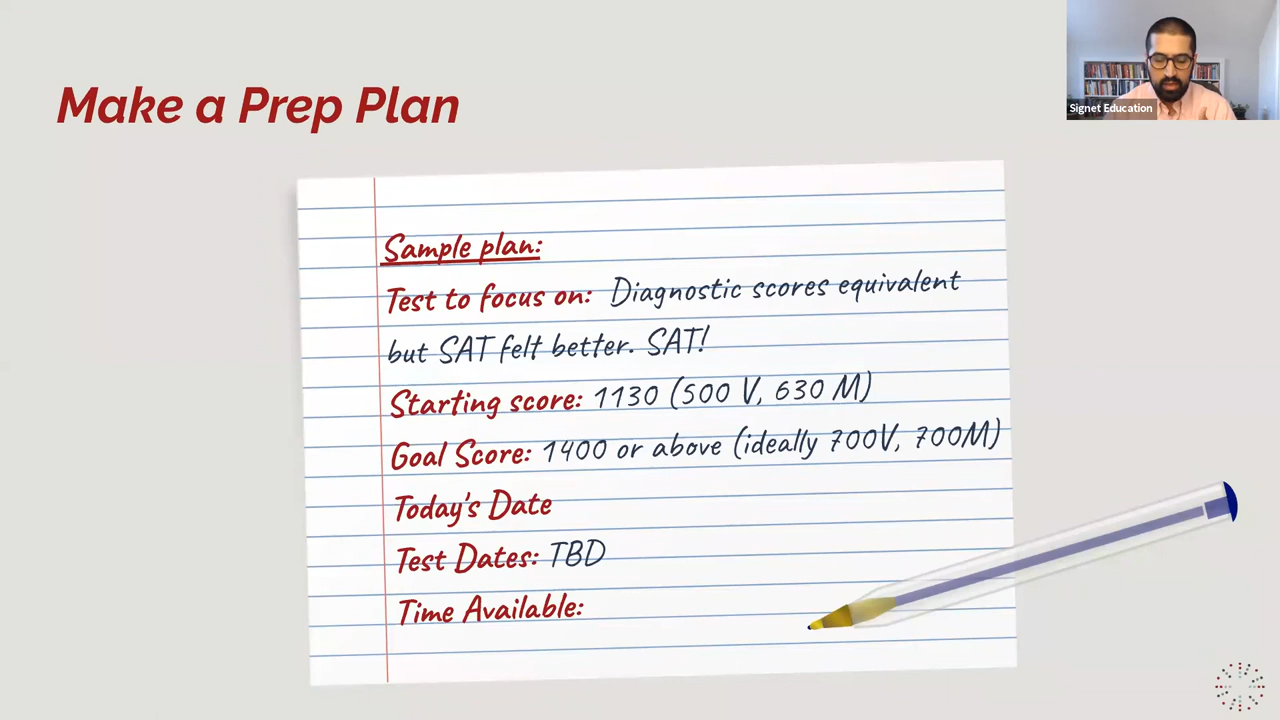 Make a Prep Plan
Signet Education
Sample plan:
Test to focus on: Diagnostic scores equivalent
but SAT felt better. SAT!
Starting score: 1130 (500 V, 630 M)
Goal Score: 1400 or above (ideally 700V, 700M)
Today's Date
Test Dates: TBD
Time Available: